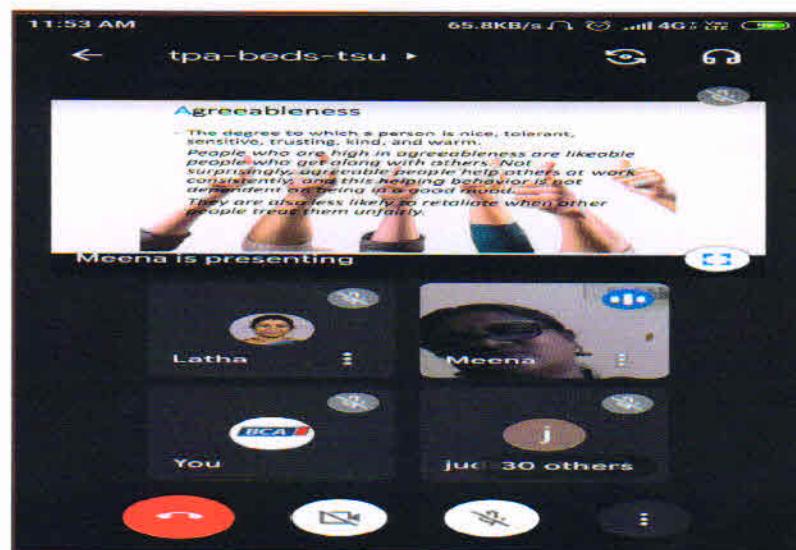 11:53 AM 65.8KB/s 4G VoLTE
tpa-beds-tsu
Agreeableness
- The degree to which a person is nice, tolerant,
sensitive, trusting, kind, and warm.
People who are high in agreeableness are likeable
people who get along with others. Not
surprisingly, agreeable people help others at work
consistently, and this helping behavior is not
dependent on being in a good mood.
They are also less likely to retaliate when other
people treat them unfairly.
Meena is presenting
Latha
Meena
BCA
You
j
jud 30 others